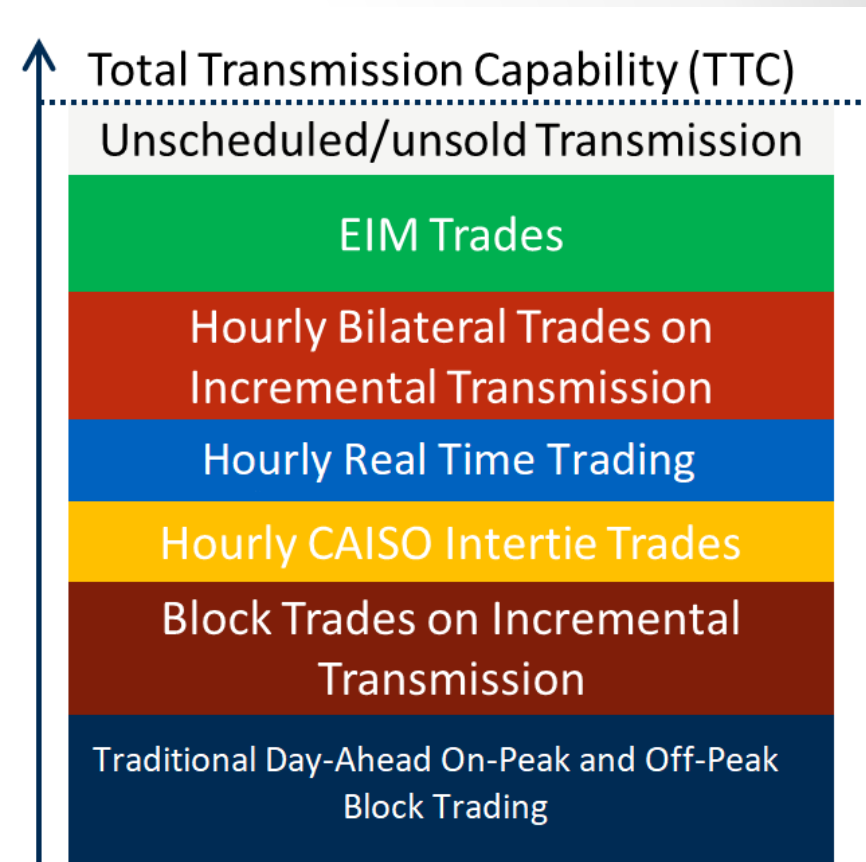 Total Transmission Capability (TTC)
Unscheduled/unsold Transmission
EIM Trades
Hourly Bilateral Trades on
Incremental Transmission
Hourly Real Time Trading
Hourly CAISO Intertie Trades
Block Trades on Incremental
Transmission
Traditional Day-Ahead On-Peak and Off-Peak
Block Trading